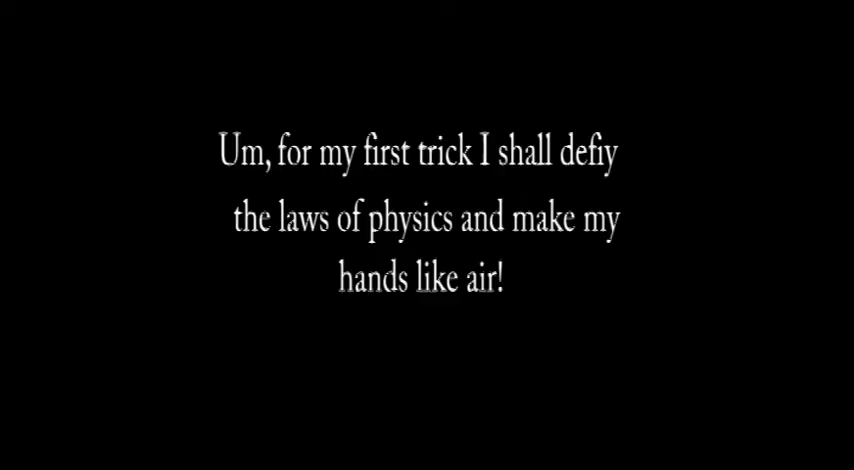 Um, for my first trick I shall defiy
the laws of physics and make my
hands like air!